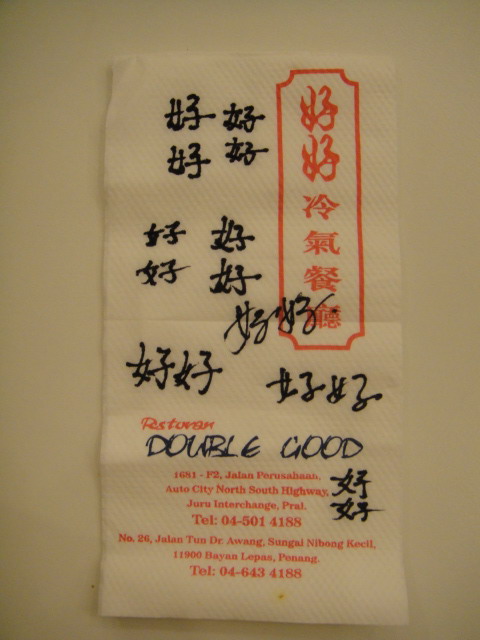 好好冷氣餐廳
好 好
好 好
好 好
好 好
好好
好好
好好
Restoran
DOUBLE GOOD
1681 - F2, Jalan Perusahaan,
Auto City North South Highway,
Juru Interchange, Prai.
好
好
Tel: 04-501 4188
No. 26, Jalan Tun Dr. Awang, Sungai Nibong Kecil,
11900 Bayan Lepas, Penang.
Tel: 04-643 4188